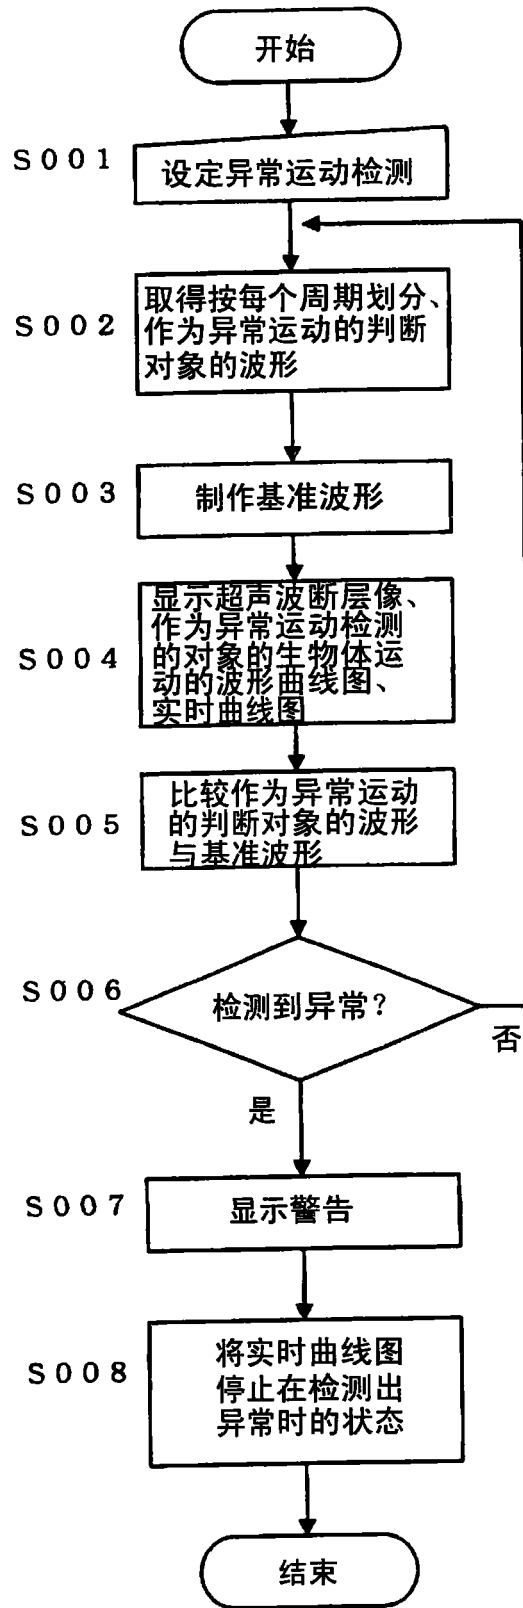 开始
S001
设定异常运动检测
S002
取得按每个周期划分、
作为异常运动的判断
对象的波形
S003
制作基准波形
S004
显示超声波断层像、
作为异常运动检测
的对象的生物体运
动的波形曲线图、
实时曲线图
S005
比较作为异常运动
的判断对象的波形
与基准波形
S006
检测到异常？
否
是
S007
显示警告
S008
将实时曲线图
停止在检测出
异常时的状态
结束